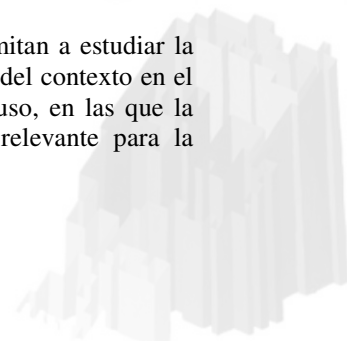 mitan a estudiar la
del contexto en el
uso, en las que la
relevante para la